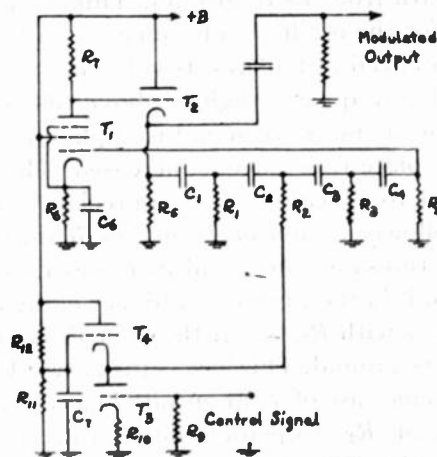 +B
Modulated
Output
R7
T2
T1
R8
C6
R6
C1
R1
C2
R2
C3
R3
C4
R12
T4
R11
C7
T3
R10
R9
Control Signal